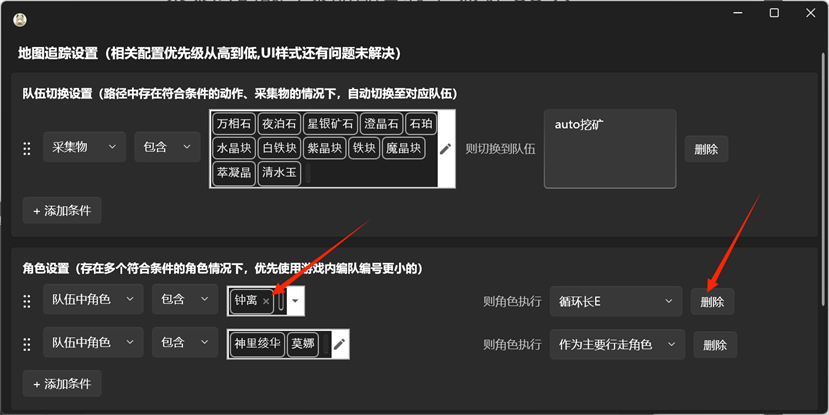 地图追踪设置（相关配置优先级从高到低,UI样式还有问题未解决）
队伍切换设置（路径中存在符合条件的动作、采集物的情况下，自动切换至对应队伍）
采集物 包含 万相石 夜泊石 星银矿石 澄晶石 石珀 则切换到队伍 auto挖矿 删除
水晶块 白铁块 紫晶块 铁块 魔晶块
萃凝晶 清水玉
+ 添加条件
角色设置（存在多个符合条件的角色情况下，优先使用游戏内编队编号更小的）
队伍中角色 包含 钟离 × 则角色执行 循环长E 删除
队伍中角色 包含 神里绫华 莫娜 则角色执行 作为主要行走角色 删除
+ 添加条件